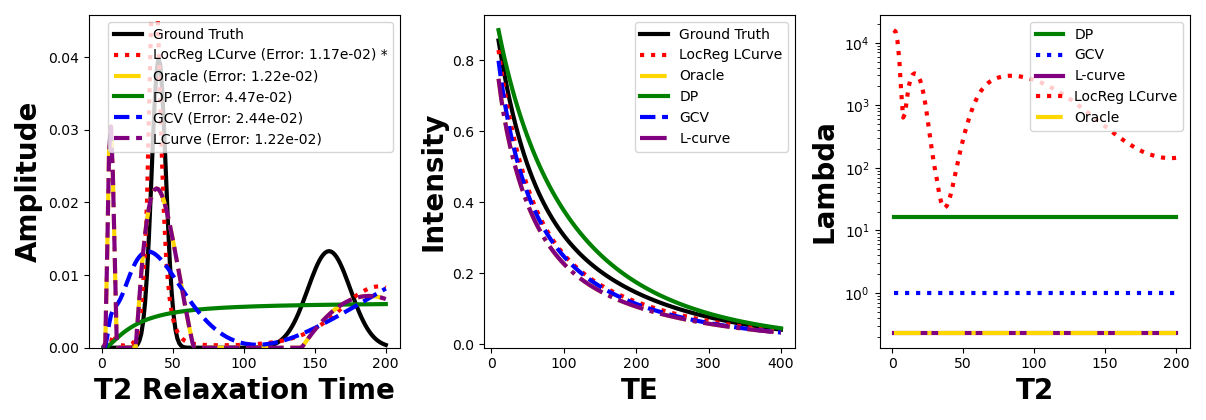 Amplitude
0.04
0.03
0.02
0.01
0.00
0
50
100
150
200
T2 Relaxation Time
Ground Truth
LocReg LCurve (Error: 1.17e-02) *
Oracle (Error: 1.22e-02)
DP (Error: 4.47e-02)
GCV (Error: 2.44e-02)
LCurve (Error: 1.22e-02)
Intensity
0.8
0.6
0.4
0.2
0.0
0
100
200
300
400
TE
Ground Truth
LocReg LCurve
Oracle
DP
GCV
L-curve
Lambda
10⁴
10³
10²
10¹
10⁰
0
50
100
150
200
T2
DP
GCV
L-curve
LocReg LCurve
Oracle